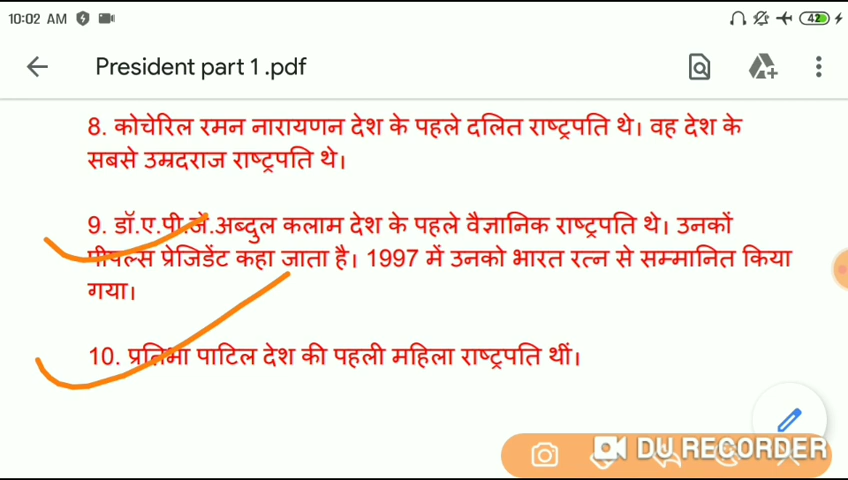 10:02 AM
42
President part 1 .pdf
8. कोचेरिल रमन नारायणन देश के पहले दलित राष्ट्रपति थे। वह देश के
सबसे उम्रदराज राष्ट्रपति थे।
9. डॉ.ए.पी.जे.अब्दुल कलाम देश के पहले वैज्ञानिक राष्ट्रपति थे। उनकों
पीपल्स प्रेजिडेंट कहा जाता है। 1997 में उनको भारत रत्न से सम्मानित किया
गया।
10. प्रतिभा पाटिल देश की पहली महिला राष्ट्रपति थीं।
DU RECORDER